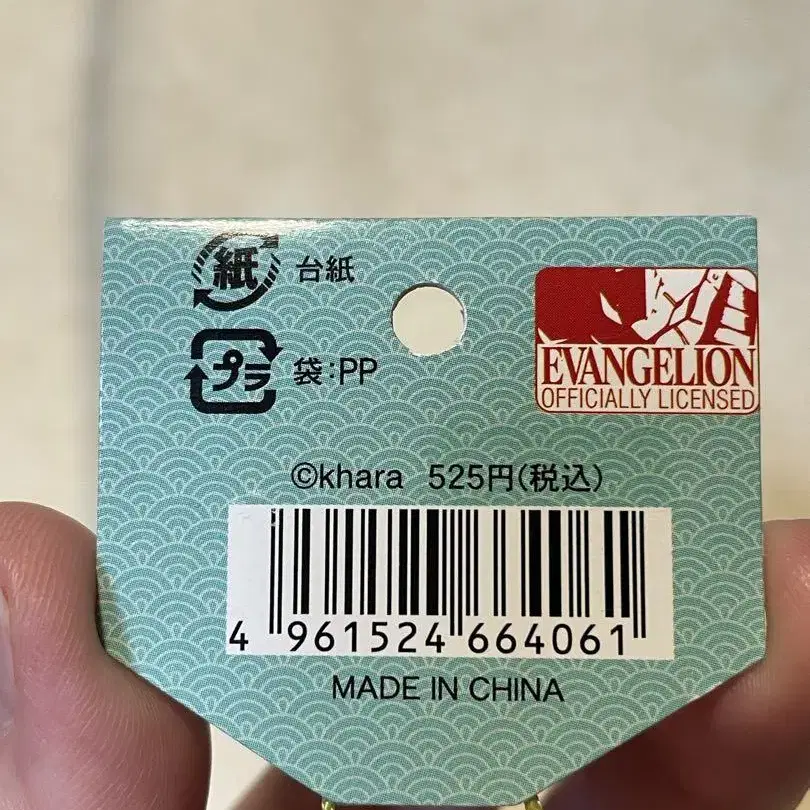 紙 台紙
プラ 袋:PP
EVANGELION
OFFICIALLY LICENSED
©khara 525円(税込)
4 961524 664061
MADE IN CHINA